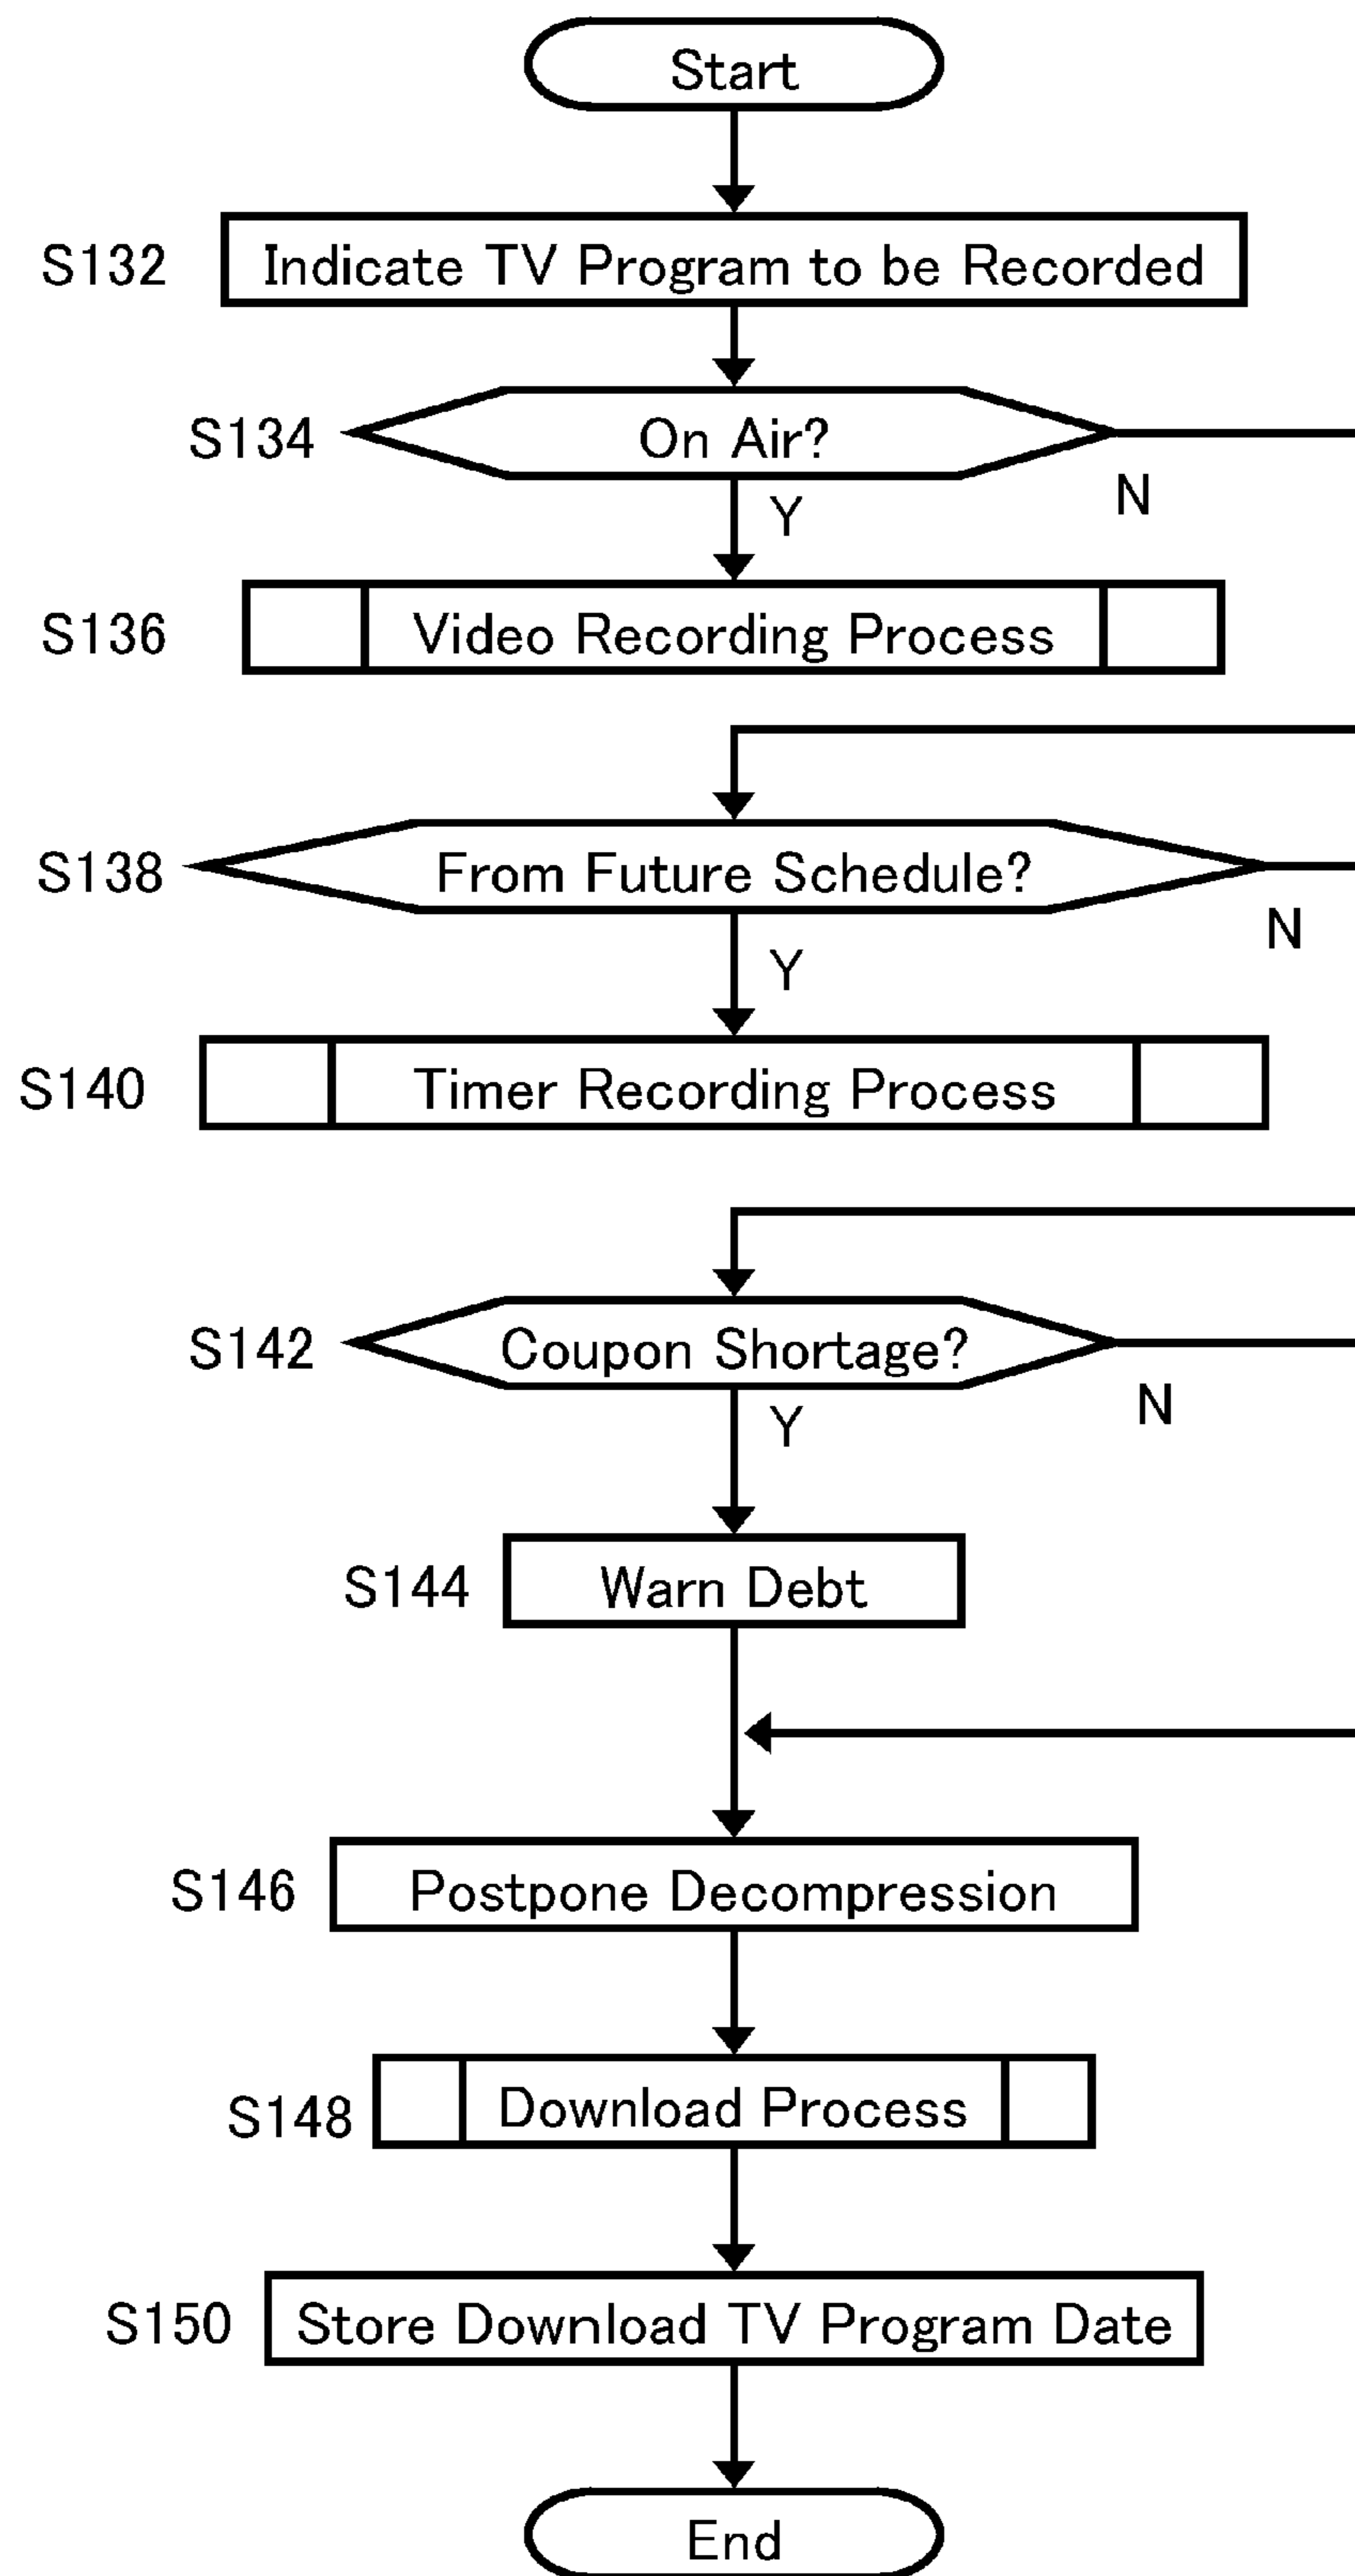 Start
S132 Indicate TV Program to be Recorded
S134 On Air?
N
Y
S136 Video Recording Process
S138 From Future Schedule?
N
Y
S140 Timer Recording Process
S142 Coupon Shortage?
N
Y
S144 Warn Debt
S146 Postpone Decompression
S148 Download Process
S150 Store Download TV Program Date
End